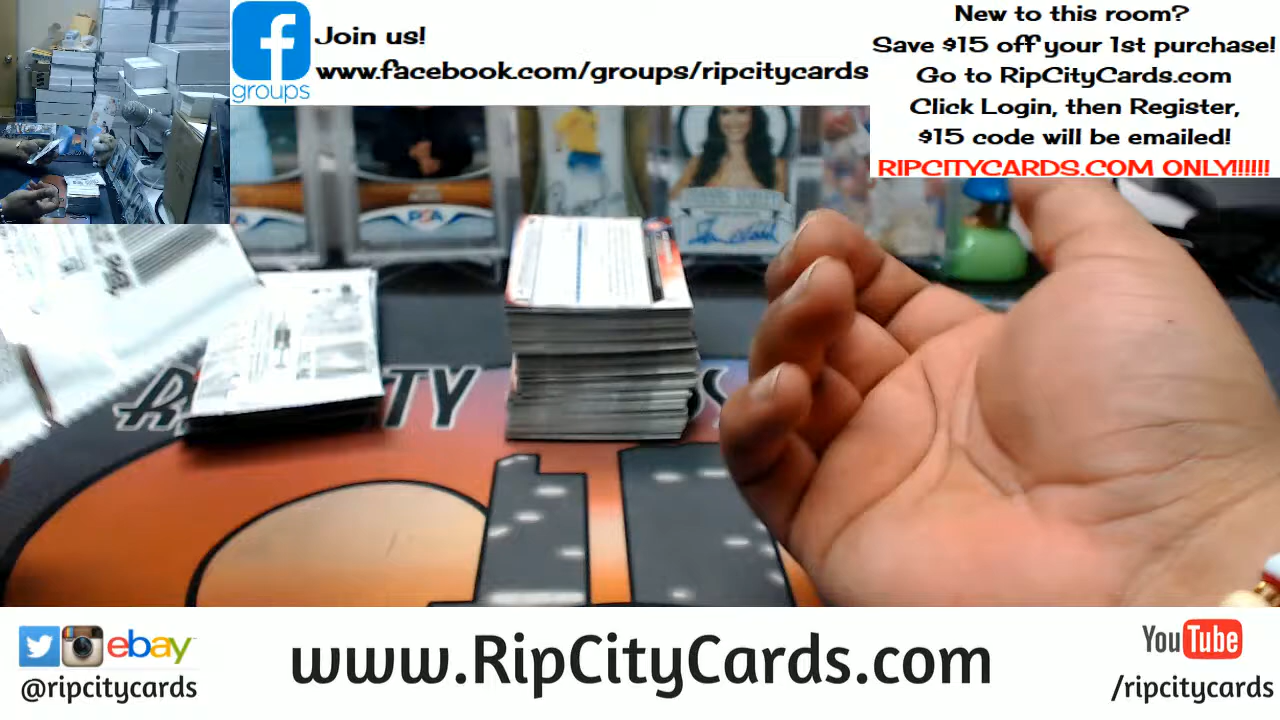 Join us!
www.facebook.com/groups/ripcitycards
groups
New to this room?
Save $15 off your 1st purchase!
Go to RipCityCards.com
Click Login, then Register,
$15 code will be emailed!
RIPCITYCARDS.COM ONLY!!!!!!
PSA
TY
ebay
@ripcitycards
www.RipCityCards.com
YouTube
/ripcitycards